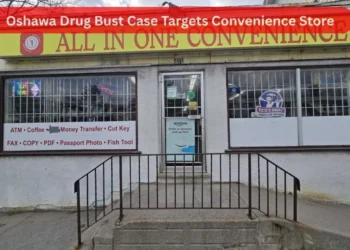 Oshawa Drug Bust Case Targets Convenience Store
ALL IN ONE CONVENIENCE
ATM • Coffee • Money Transfer • Cut Key
FAX • COPY • PDF • Passport Photo • Fish Tool